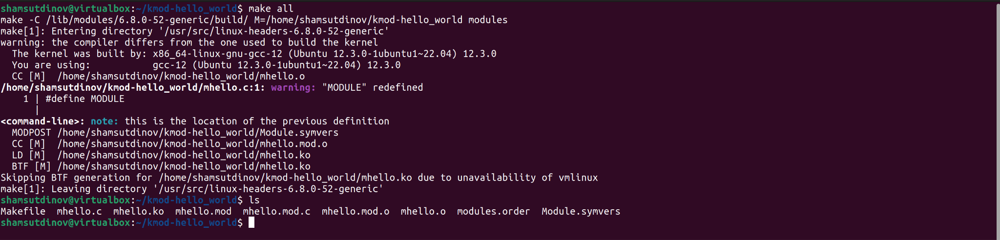 shamsutdinov@virtualbox:~/kmod-hello_world$ make all
make -C /lib/modules/6.8.0-52-generic/build/ M=/home/shamsutdinov/kmod-hello_world modules
make[1]: Entering directory '/usr/src/linux-headers-6.8.0-52-generic'
warning: the compiler differs from the one used to build the kernel
  The kernel was built by: x86_64-linux-gnu-gcc-12 (Ubuntu 12.3.0-1ubuntu1~22.04) 12.3.0
  You are using:           gcc-12 (Ubuntu 12.3.0-1ubuntu1~22.04) 12.3.0
  CC [M]  /home/shamsutdinov/kmod-hello_world/mhello.o
/home/shamsutdinov/kmod-hello_world/mhello.c:1: warning: "MODULE" redefined
    1 | #define MODULE
      |
<command-line>: note: this is the location of the previous definition
  MODPOST /home/shamsutdinov/kmod-hello_world/Module.symvers
  CC [M]  /home/shamsutdinov/kmod-hello_world/mhello.mod.o
  LD [M]  /home/shamsutdinov/kmod-hello_world/mhello.ko
  BTF [M] /home/shamsutdinov/kmod-hello_world/mhello.ko
Skipping BTF generation for /home/shamsutdinov/kmod-hello_world/mhello.ko due to unavailability of vmlinux
make[1]: Leaving directory '/usr/src/linux-headers-6.8.0-52-generic'
shamsutdinov@virtualbox:~/kmod-hello_world$ ls
Makefile  mhello.c  mhello.ko  mhello.mod  mhello.mod.c  mhello.mod.o  mhello.o  modules.order  Module.symvers
shamsutdinov@virtualbox:~/kmod-hello_world$